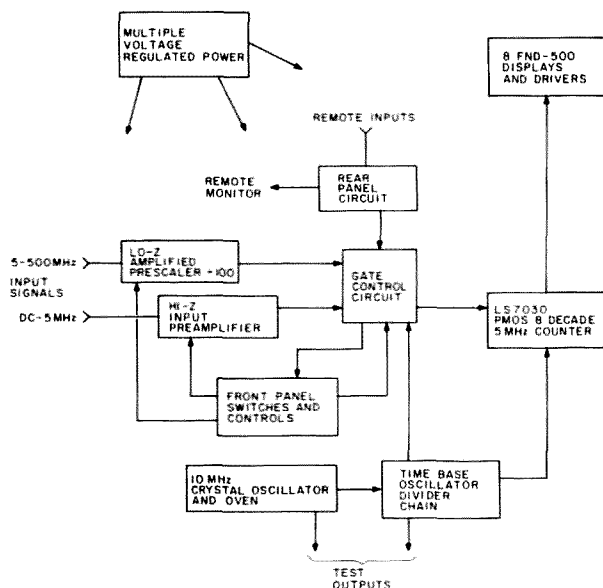 MULTIPLE
VOLTAGE
REGULATED POWER
8 FND-500
DISPLAYS
AND DRIVERS
REMOTE INPUTS
REMOTE
MONITOR
REAR
PANEL
CIRCUIT
5-500MHz
INPUT
SIGNALS
DC-5MHz
LO-Z
AMPLIFIED
PRESCALER ÷100
HI-Z
INPUT
PREAMPLIFIER
GATE
CONTROL
CIRCUIT
LS7030
PMOS 8 DECADE
5MHz COUNTER
FRONT PANEL
SWITCHES AND
CONTROLS
10 MHz
CRYSTAL OSCILLATOR
AND OVEN
TIME BASE
OSCILLATOR
DIVIDER
CHAIN
TEST
OUTPUTS